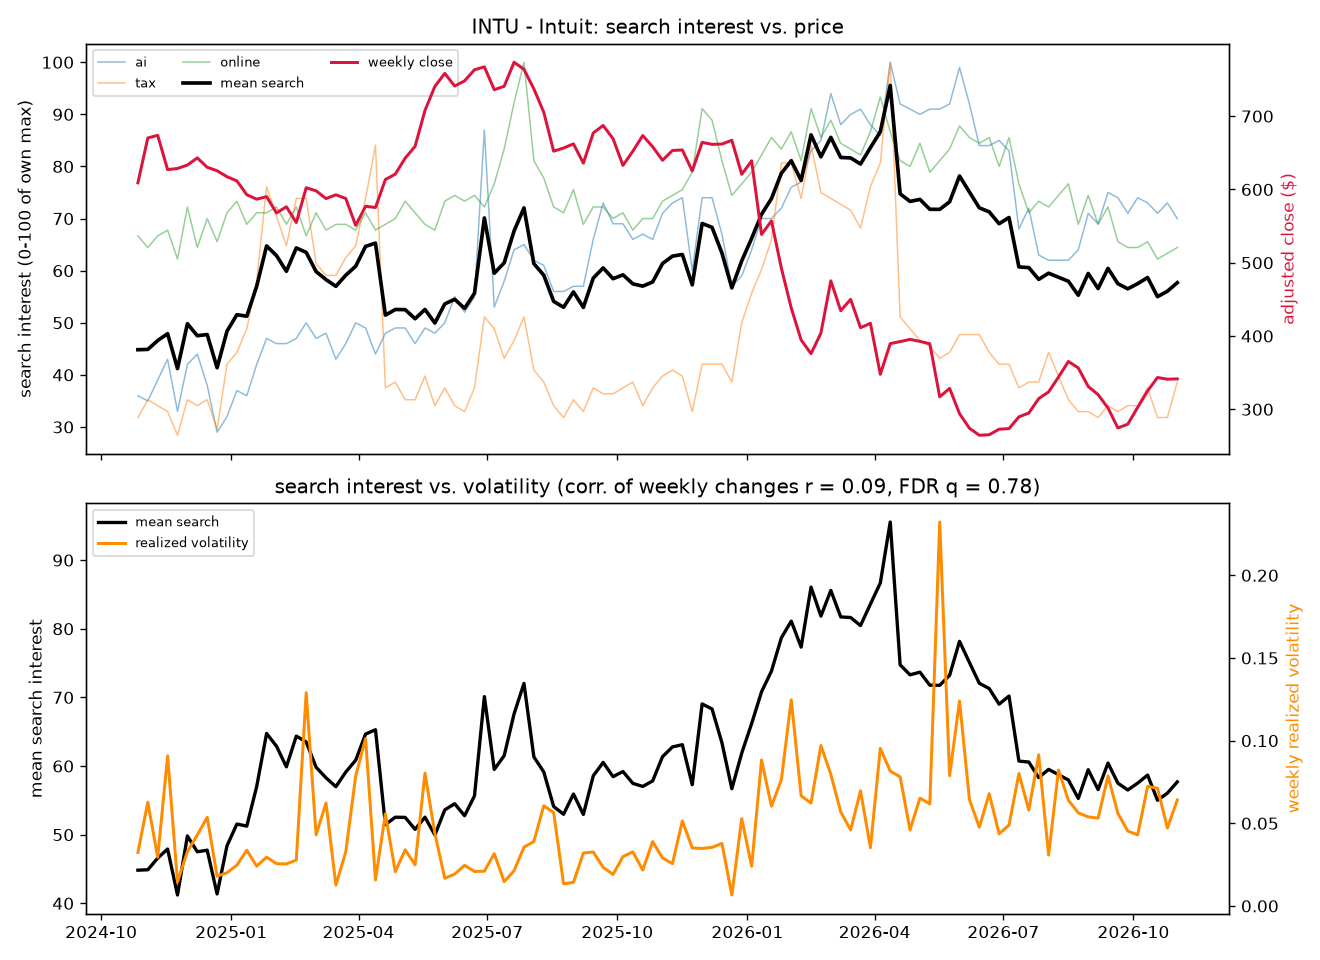 INTU - Intuit: search interest vs. price
ai
tax
online
mean search
weekly close
100
90
80
70
60
50
40
30
search interest (0-100 of own max)
700
600
500
400
300
adjusted close ($)
search interest vs. volatility (corr. of weekly changes r = 0.09, FDR q = 0.78)
mean search
realized volatility
90
80
70
60
50
40
mean search interest
0.20
0.15
0.10
0.05
0.00
weekly realized volatility
2024-10
2025-01
2025-04
2025-07
2025-10
2026-01
2026-04
2026-07
2026-10